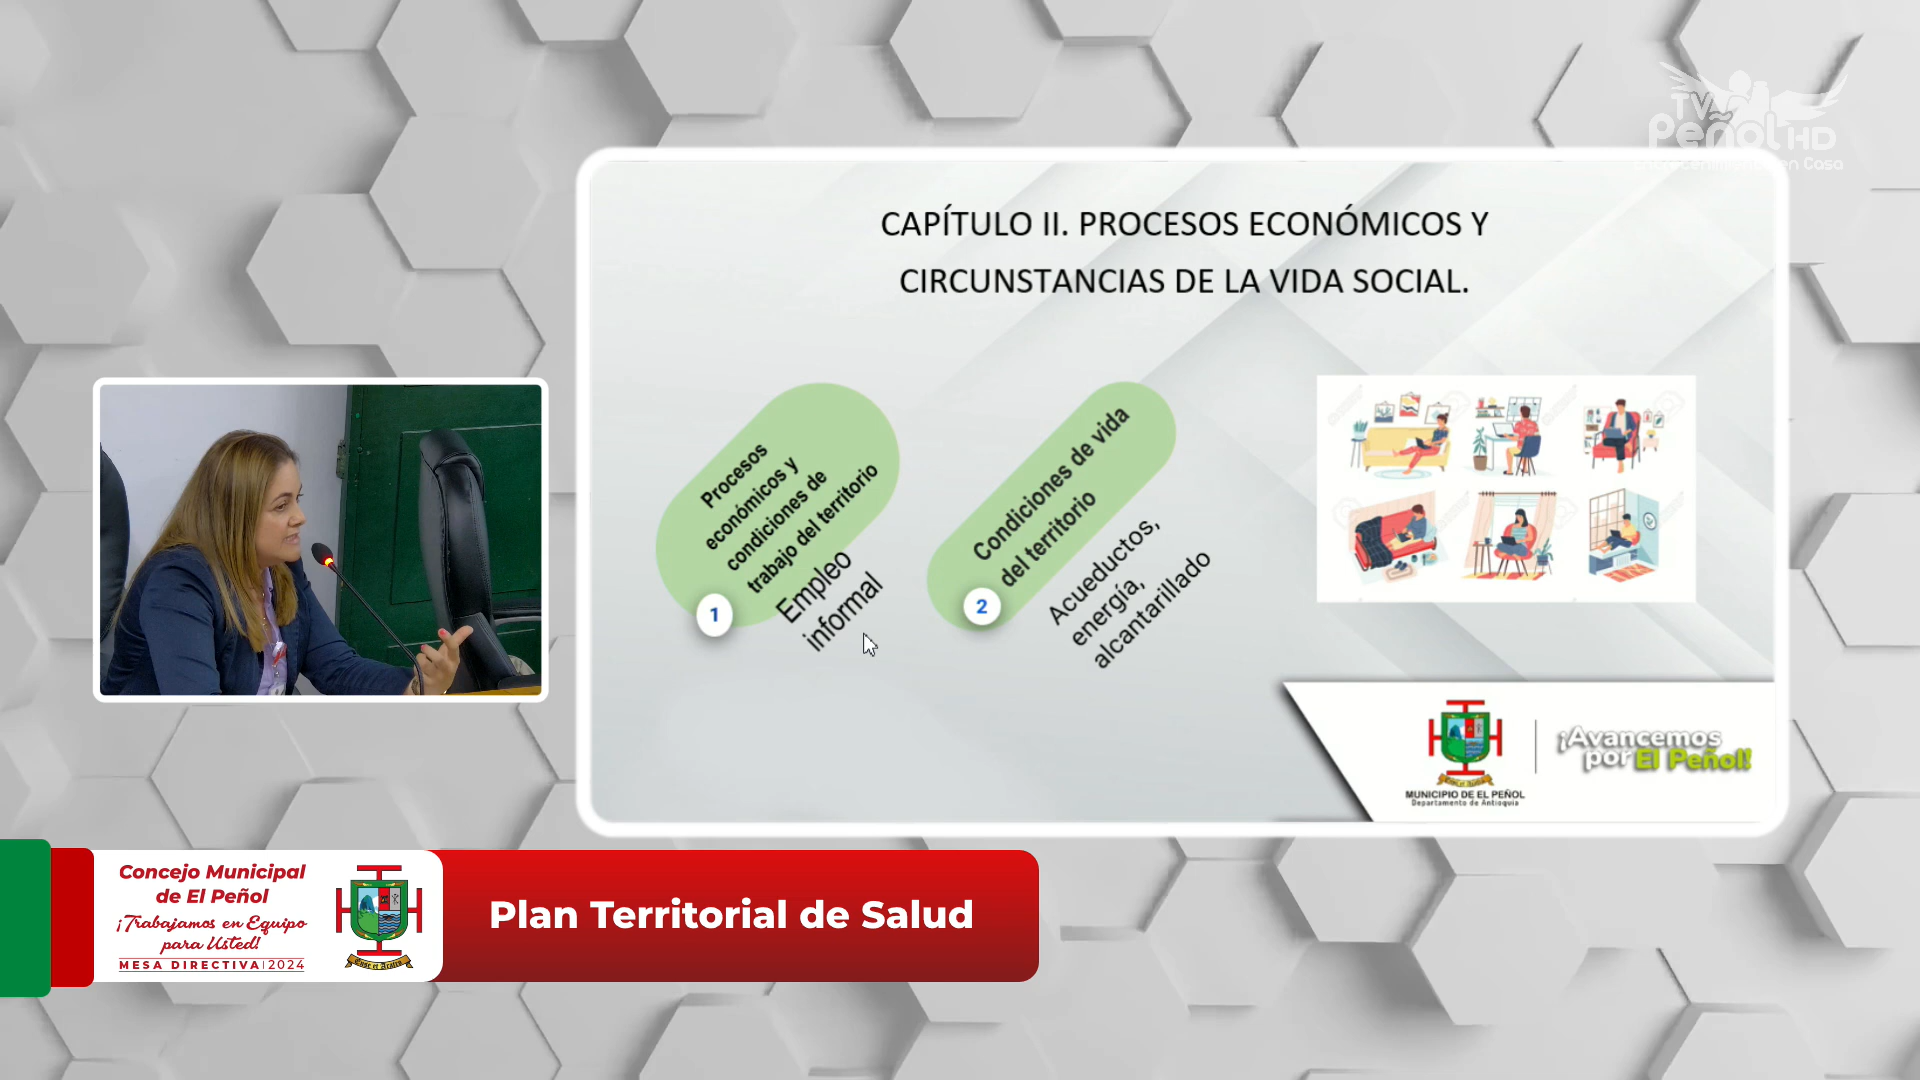 TV
Peñol HD
en Casa
CAPÍTULO II. PROCESOS ECONÓMICOS Y
CIRCUNSTANCIAS DE LA VIDA SOCIAL.
Procesos
económicos y
condiciones de
trabajo del territorio
Empleo
informal
1
Condiciones de vida
del territorio
Acueductos,
energía,
alcantarillado
2
MUNICIPIO DE EL PEÑOL
Departamento de Antioquia
¡Avancemos
por El Peñol!
Concejo Municipal
de El Peñol
¡Trabajamos en Equipo
para Usted!
MESA DIRECTIVA|2024
Plan Territorial de Salud